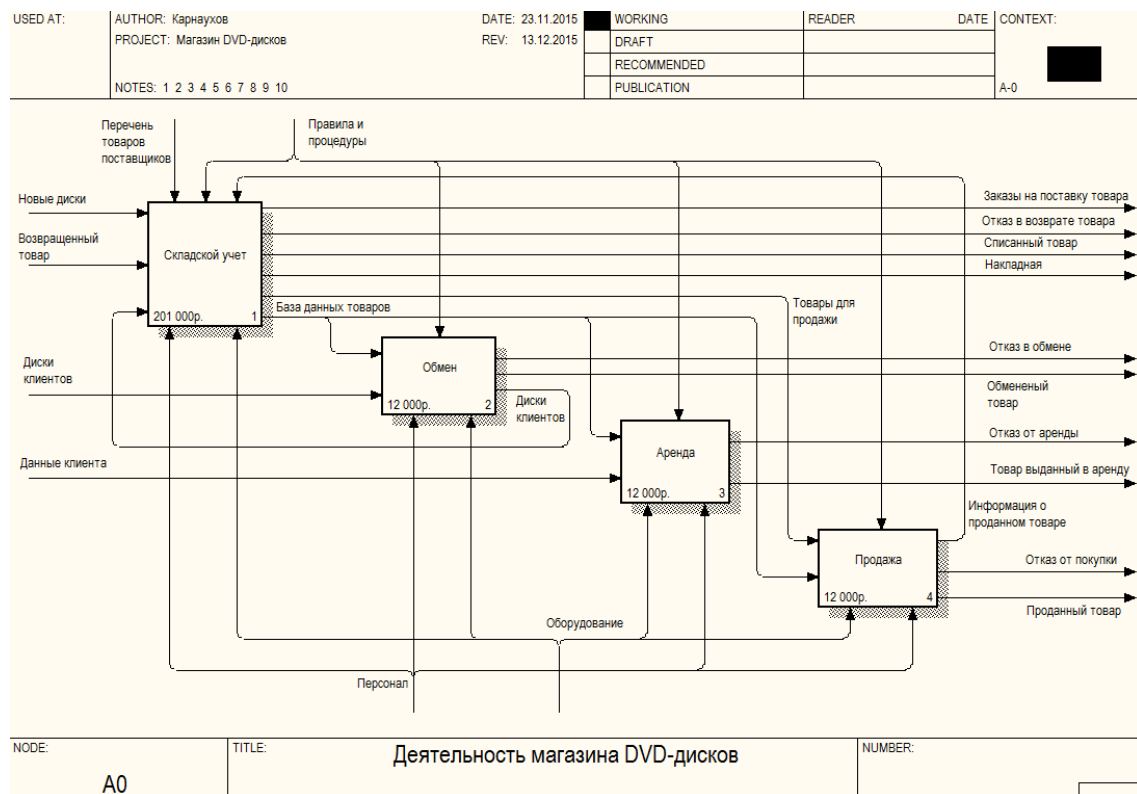 USED AT:
AUTHOR: Карнаухов
DATE: 23.11.2015
WORKING
READER
DATE
CONTEXT:
PROJECT: Магазин DVD-дисков
REV: 13.12.2015
DRAFT
RECOMMENDED
NOTES: 1 2 3 4 5 6 7 8 9 10
PUBLICATION
A-0
Перечень
товаров
поставщиков
Правила и
процедуры
Новые диски
Возвращенный
товар
Складской учет
201 000р.
1
Заказы на поставку товара
Отказ в возврате товара
Списанный товар
Накладная
База данных товаров
Товары для
продажи
Диски
клиентов
Обмен
12 000р.
2
Диски
клиентов
Отказ в обмене
Обмененый
товар
Данные клиента
Аренда
12 000р.
3
Отказ от аренды
Товар выданный в аренду
Информация о
проданном товаре
Продажа
12 000р.
4
Отказ от покупки
Проданный товар
Оборудование
Персонал
NODE:
A0
TITLE:
Деятельность магазина DVD-дисков
NUMBER: